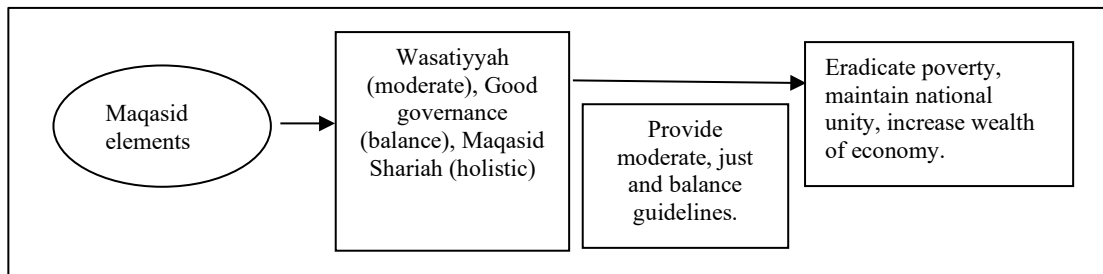 Maqasid
elements
Wasatiyyah
(moderate), Good
governance
(balance), Maqasid
Shariah (holistic)
Provide
moderate, just
and balance
guidelines.
Eradicate poverty,
maintain national
unity, increase wealth
of economy.